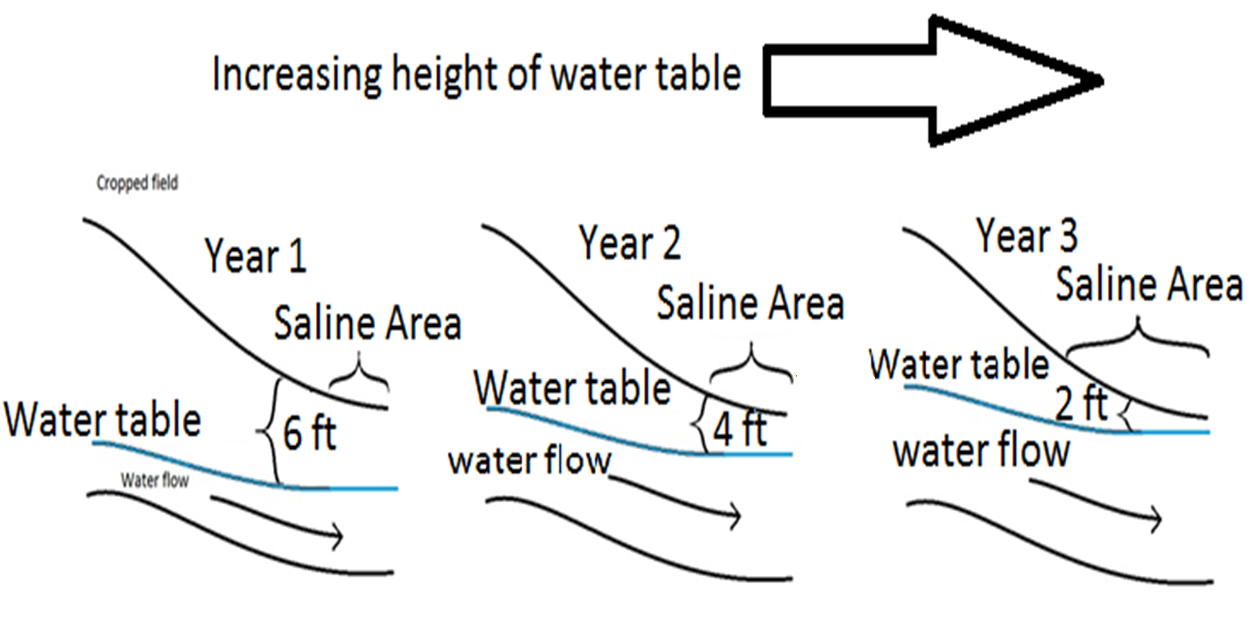 Increasing height of water table
Cropped field
Year 1
Saline Area
Water table
6 ft
Water flow
Year 2
Saline Area
Water table
4 ft
water flow
Year 3
Saline Area
Water table
2 ft
water flow